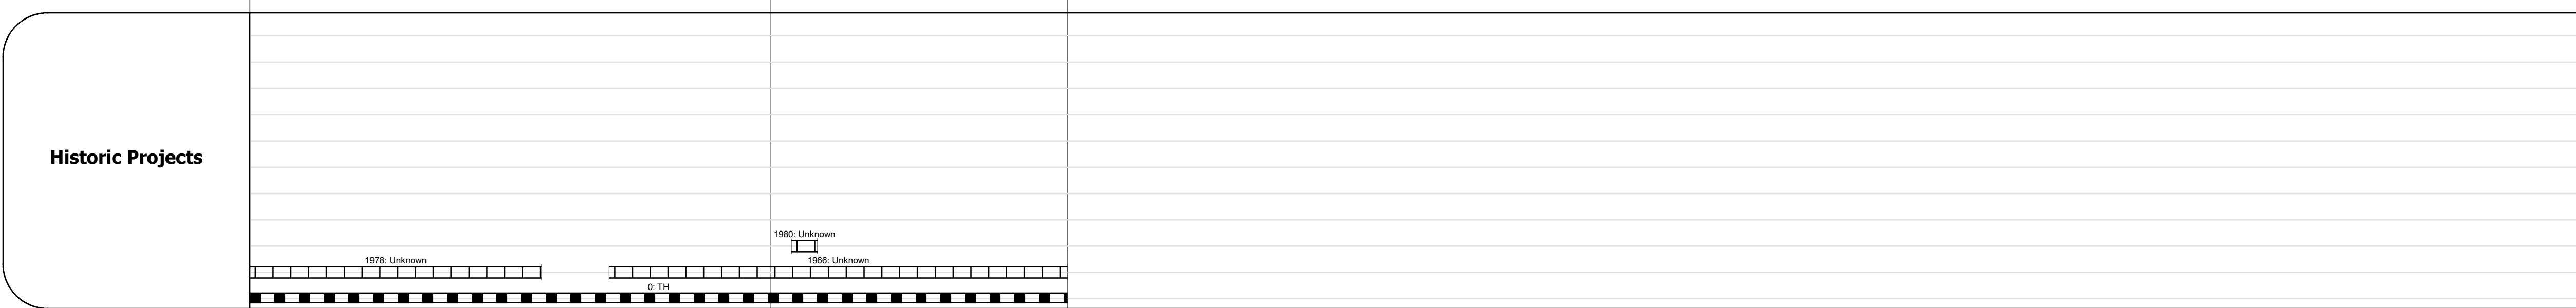 Historic Projects
1980: Unknown
1978: Unknown
1966: Unknown
0: TH